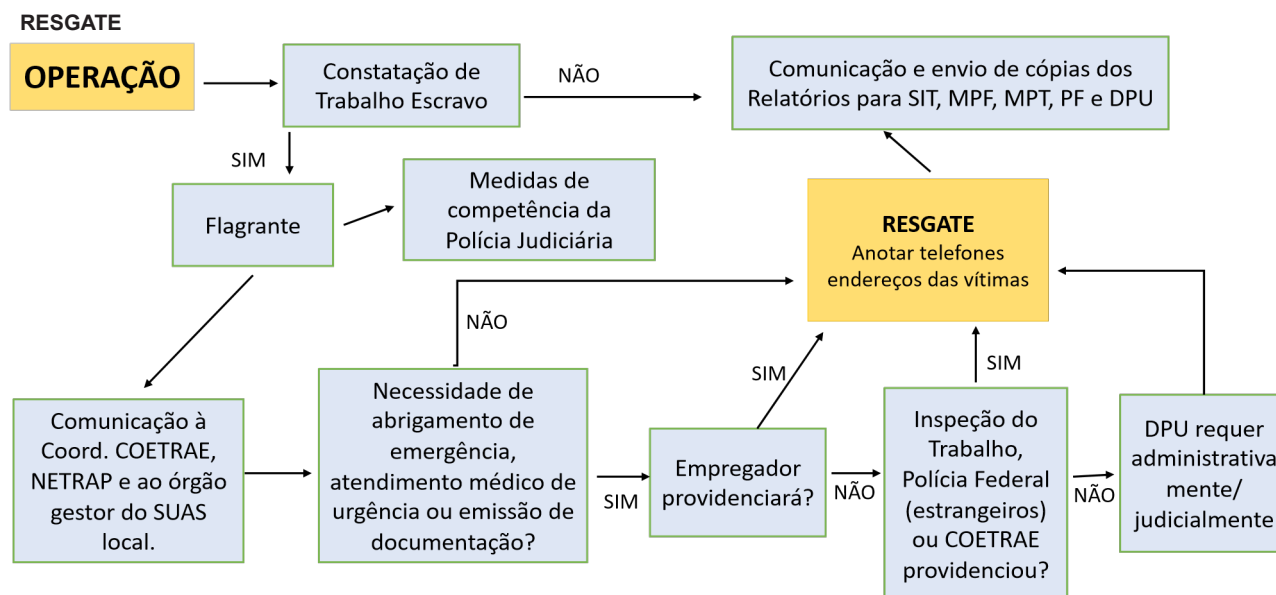 RESGATE
OPERAÇÃO
Constatação de
Trabalho Escravo
NÃO
Comunicação e envio de cópias dos
Relatórios para SIT, MPF, MPT, PF e DPU
SIM
Flagrante
Medidas de
competência da
Polícia Judiciária
RESGATE
Anotar telefones
endereços das vítimas
NÃO
SIM
SIM
Comunicação à
Coord. COETRAE,
NETRAP e ao órgão
gestor do SUAS
local.
Necessidade de
abrigamento de
emergência,
atendimento médico de
urgência ou emissão de
documentação?
SIM
Empregador
providenciará?
NÃO
Inspeção do
Trabalho,
Polícia Federal
(estrangeiros)
ou COETRAE
providenciou?
NÃO
DPU requer
administrativa
mente/
judicialmente